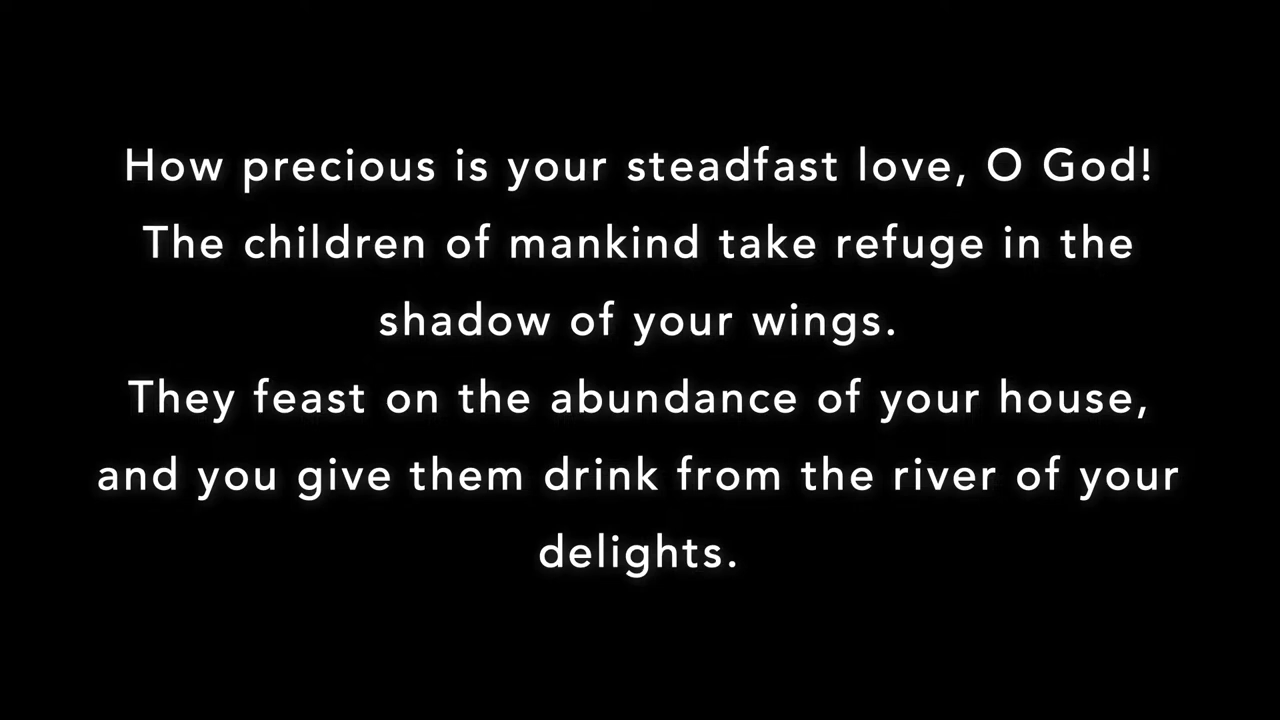 How precious is your steadfast love, O God!
The children of mankind take refuge in the
shadow of your wings.
They feast on the abundance of your house,
and you give them drink from the river of your
delights.